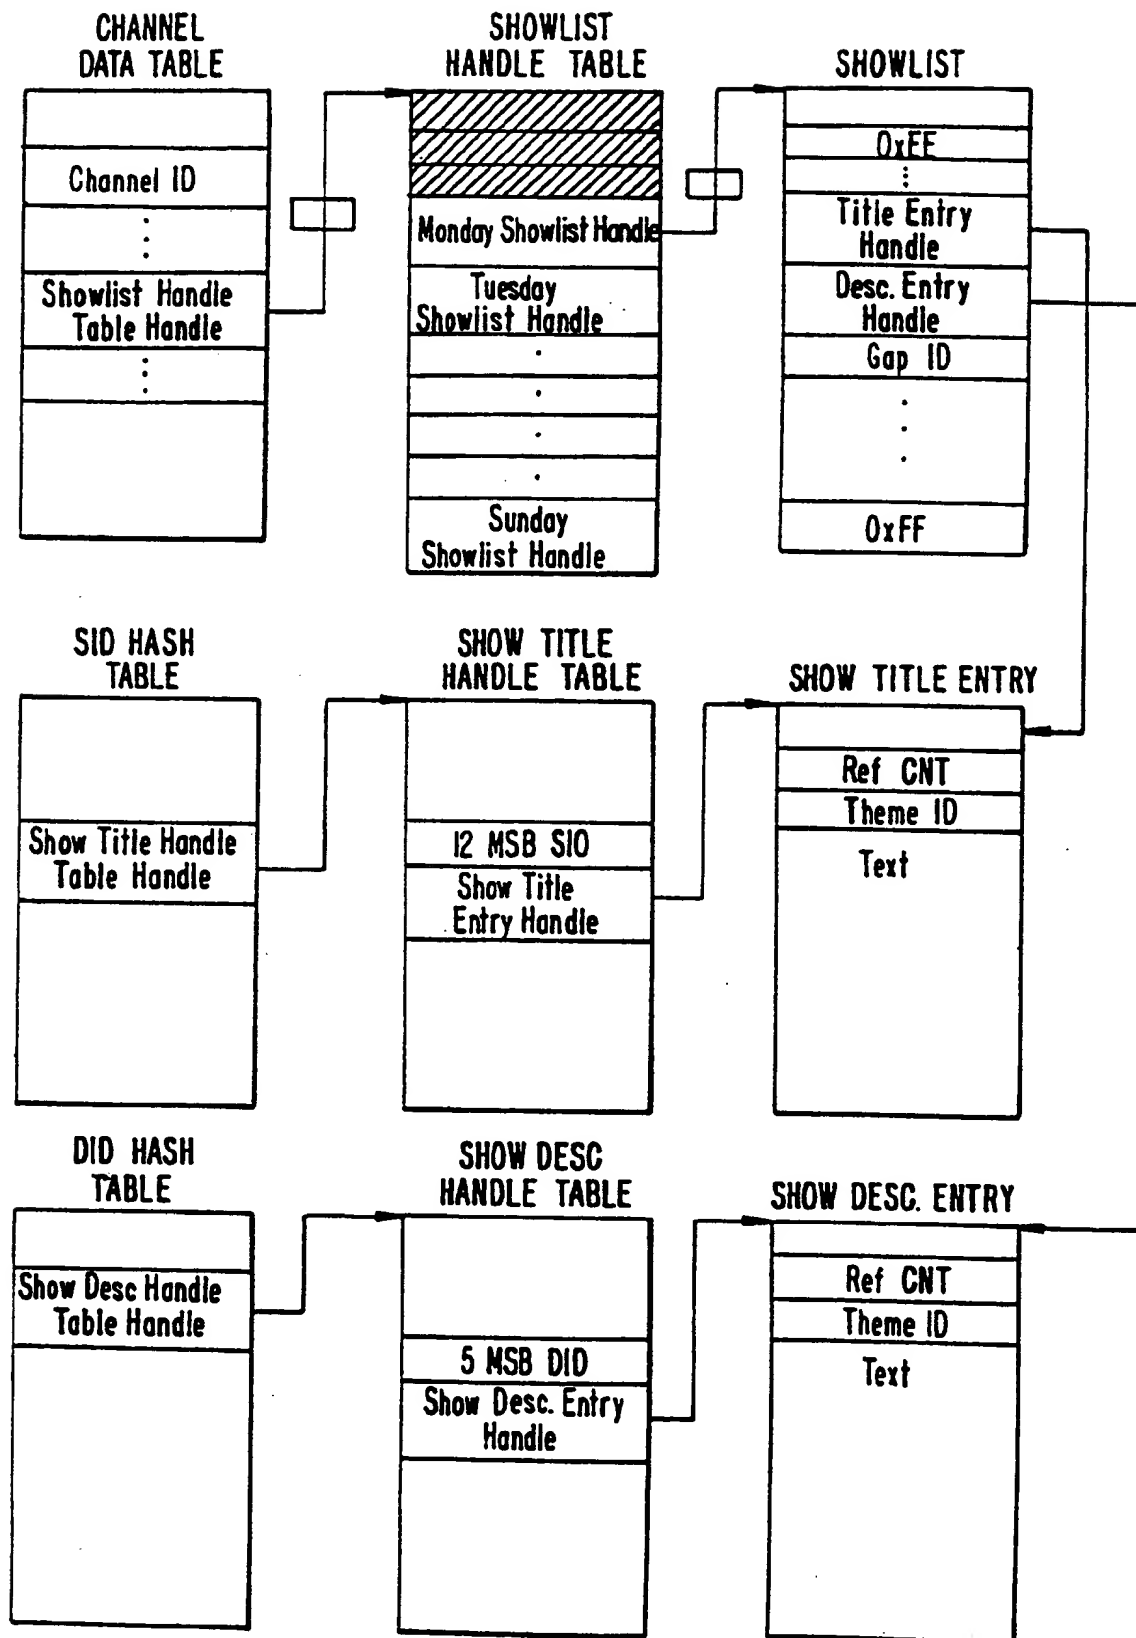 CHANNEL
DATA TABLE
Channel ID
Showlist Handle
Table Handle
SHOWLIST
HANDLE TABLE
Monday Showlist Handle
Tuesday
Showlist Handle
Sunday
Showlist Handle
SHOWLIST
0xEE
Title Entry
Handle
Desc. Entry
Handle
Gap ID
0xFF
SID HASH
TABLE
Show Title Handle
Table Handle
SHOW TITLE
HANDLE TABLE
12 MSB SIO
Show Title
Entry Handle
SHOW TITLE ENTRY
Ref CNT
Theme ID
Text
DID HASH
TABLE
Show Desc Handle
Table Handle
SHOW DESC
HANDLE TABLE
5 MSB DID
Show Desc. Entry
Handle
SHOW DESC. ENTRY
Ref CNT
Theme ID
Text